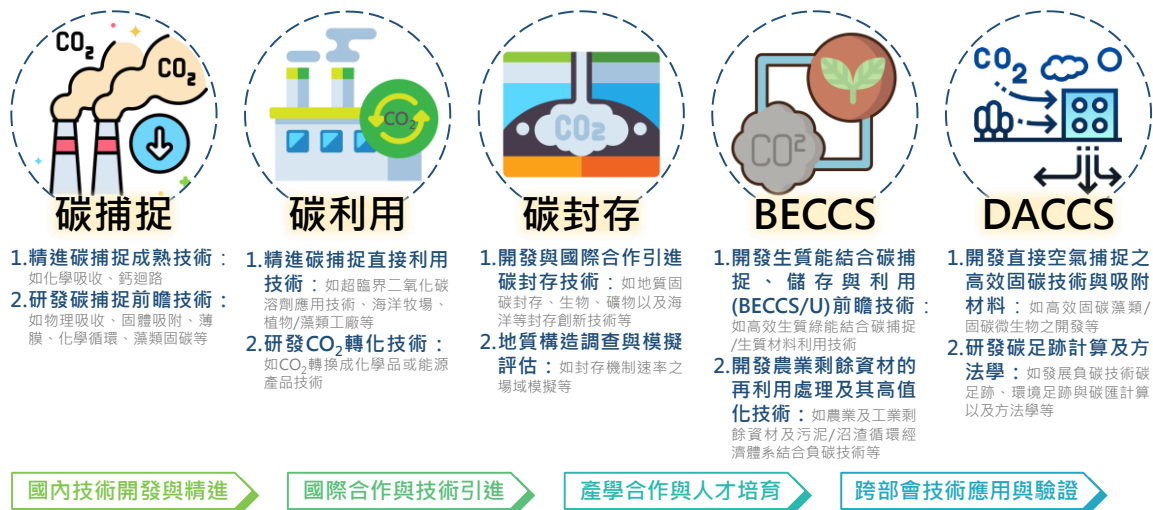 CO2
CO2
CO2
CO2
CO2
CO2
碳捕捉
碳利用
碳封存
BECCS
DACCS
1.精進碳捕捉成熟技術：
如化學吸收、鈣迴路
2.研發碳捕捉前瞻技術：
如物理吸收、固體吸附、薄
膜、化學循環、藻類固碳等
1.精進碳捕捉直接利用
技術：如超臨界二氧化碳
溶劑應用技術、海洋牧場、
植物/藻類工廠等
2.研發CO2轉化技術：
如CO2轉換成化學品或能源
產品技術
1.開發與國際合作引進
碳封存技術：如地質固
碳封存、生物、礦物以及海
洋等封存創新技術等
2.地質構造調查與模擬
評估：如封存機制速率之
場域模擬等
1.開發生質能結合碳捕
捉、儲存與利用
(BECCS/U)前瞻技術：
如高效生質綠能結合碳捕捉
/生質材料利用技術
2.開發農業剩餘資材的
再利用處理及其高值
化技術：如農業及工業剩
餘資材及污泥/沼渣循環經
濟體系結合負碳技術等
1.開發直接空氣捕捉之
高效固碳技術與吸附
材料：如高效固碳藻類/
固碳微生物之開發等
2.研發碳足跡計算及方
法學：如發展負碳技術碳
足跡、環境足跡與碳匯計算
以及方法學等
國內技術開發與精進
國際合作與技術引進
產學合作與人才培育
跨部會技術應用與驗證